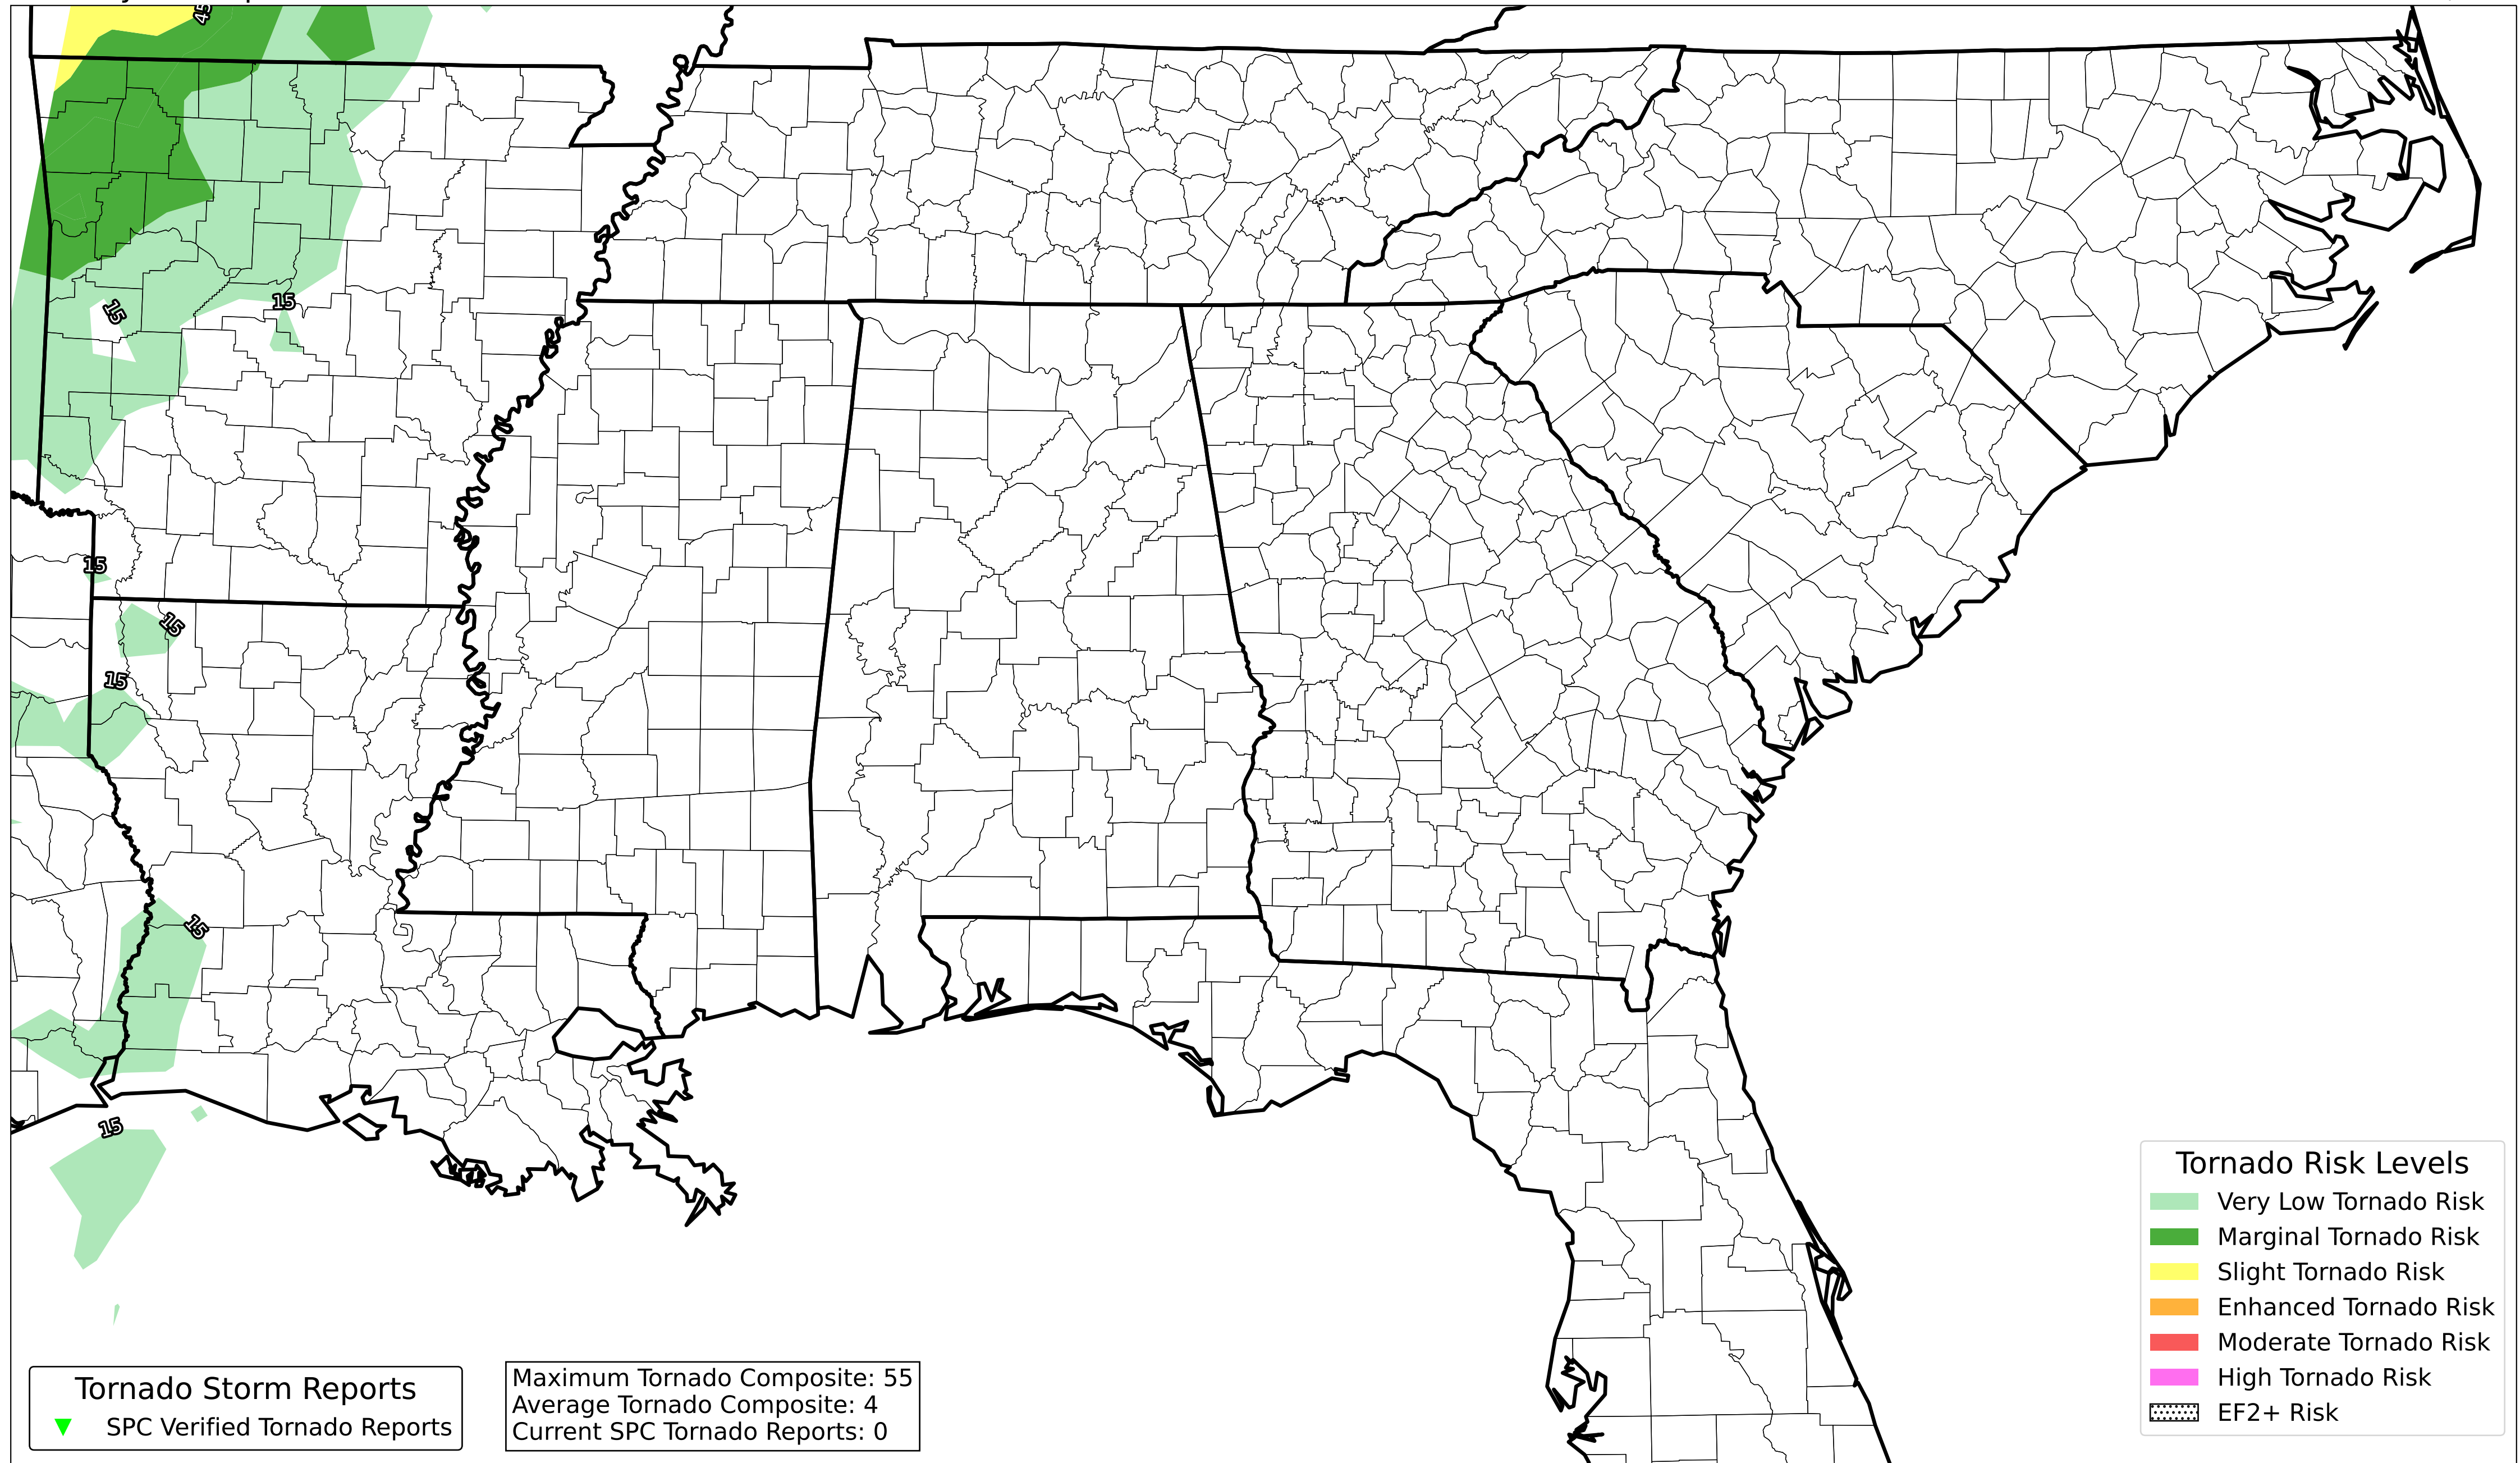 45
15
15
15
15
15
15
15
Tornado Risk Levels
Very Low Tornado Risk
Marginal Tornado Risk
Slight Tornado Risk
Enhanced Tornado Risk
Moderate Tornado Risk
High Tornado Risk
EF2+ Risk
Tornado Storm Reports
SPC Verified Tornado Reports
Maximum Tornado Composite: 55
Average Tornado Composite: 4
Current SPC Tornado Reports: 0